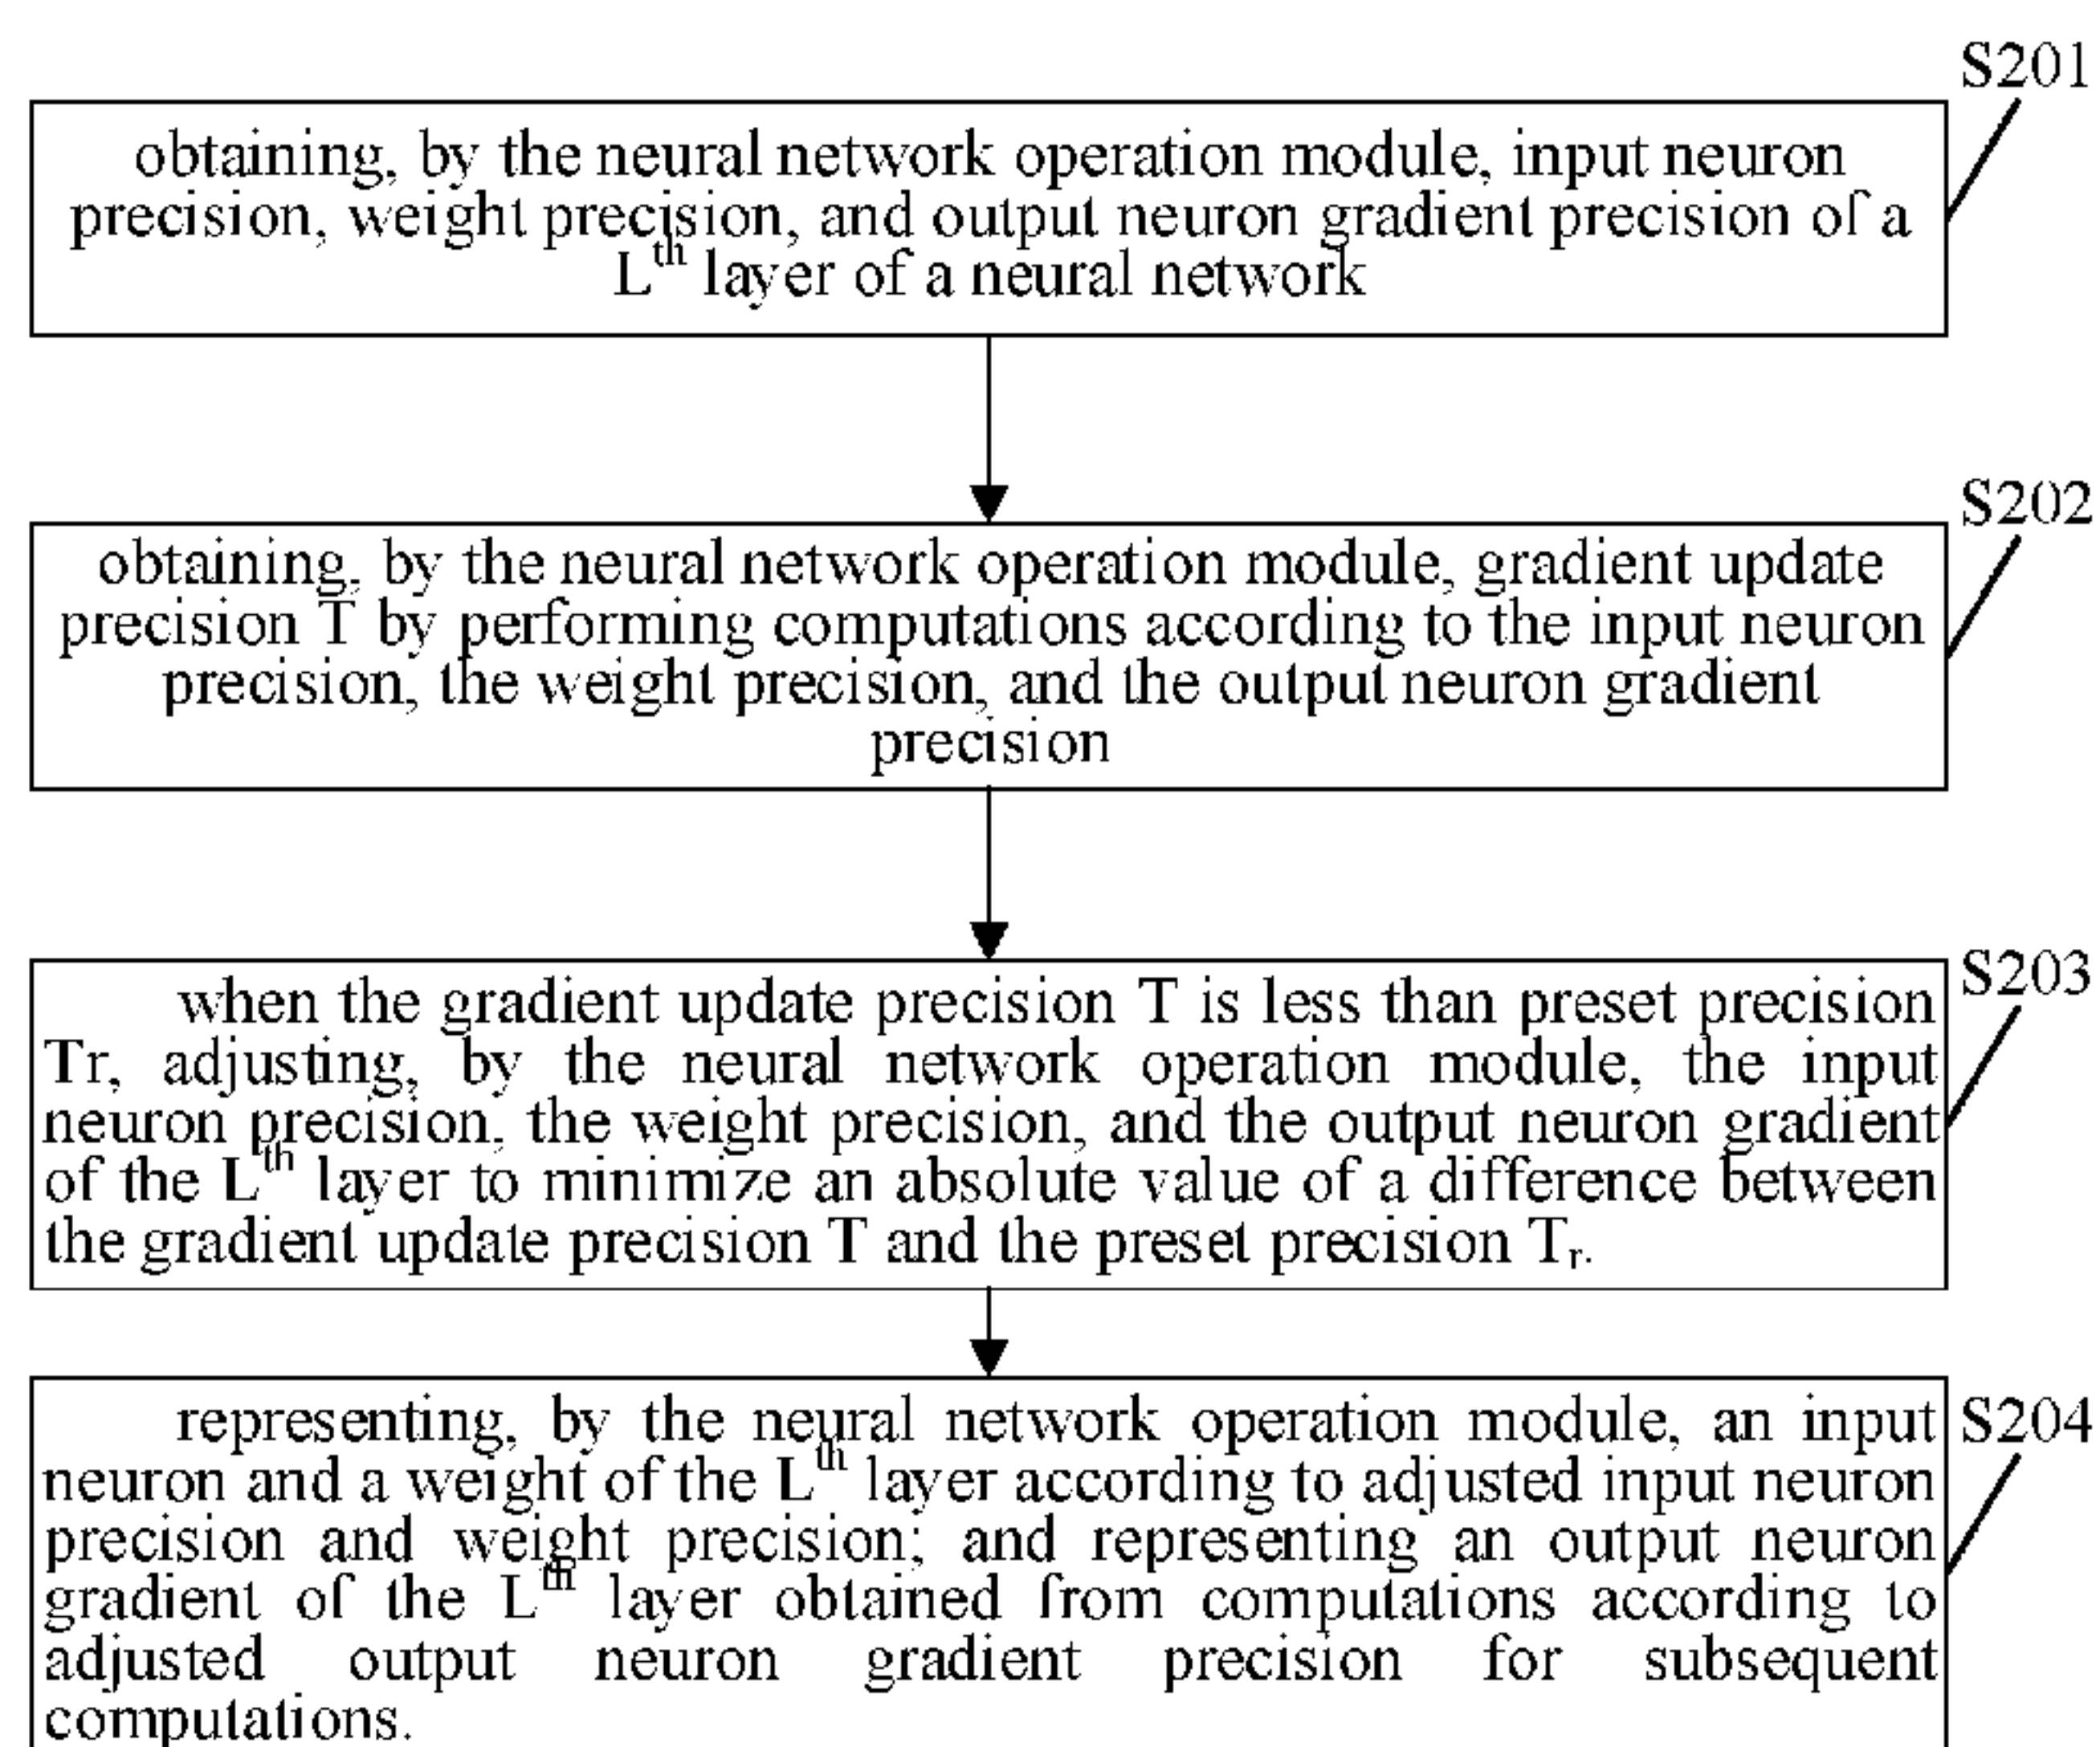 S201
obtaining, by the neural network operation module, input neuron
precision, weight precision, and output neuron gradient precision of a
Lth layer of a neural network
S202
obtaining, by the neural network operation module, gradient update
precision T by performing computations according to the input neuron
precision, the weight precision, and the output neuron gradient
precision
S203
when the gradient update precision T is less than preset precision
Tr, adjusting, by the neural network operation module, the input
neuron precision, the weight precision, and the output neuron gradient
of the Lth layer to minimize an absolute value of a difference between
the gradient update precision T and the preset precision Tr.
S204
representing, by the neural network operation module, an input
neuron and a weight of the Lth layer according to adjusted input neuron
precision and weight precision; and representing an output neuron
gradient of the Lth layer obtained from computations according to
adjusted output neuron gradient precision for subsequent
computations.